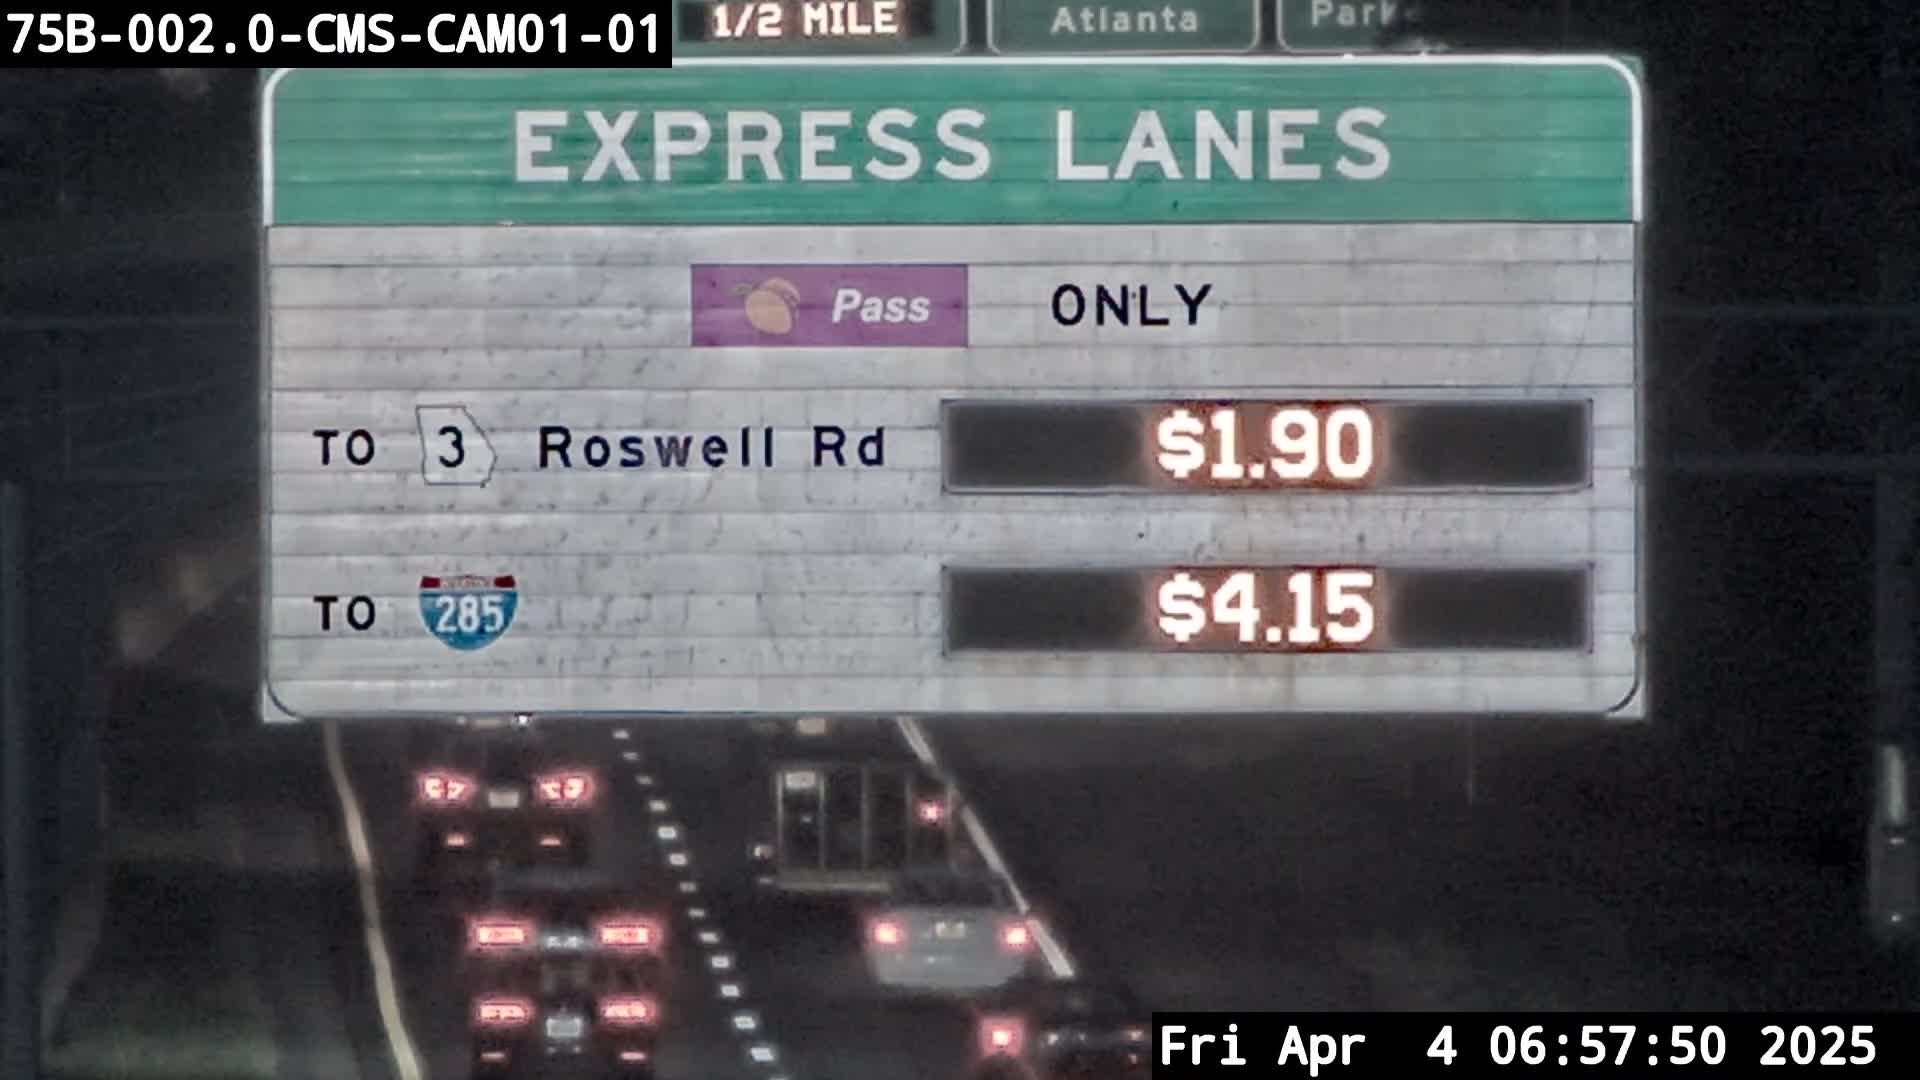 75B-002.0-CMS-CAM01-01
1/2 MILE
Atlanta
Park
EXPRESS LANES
Pass ONLY
TO 3 Roswell Rd $1.90
TO 285 $4.15
Fri Apr 4 06:57:50 2025